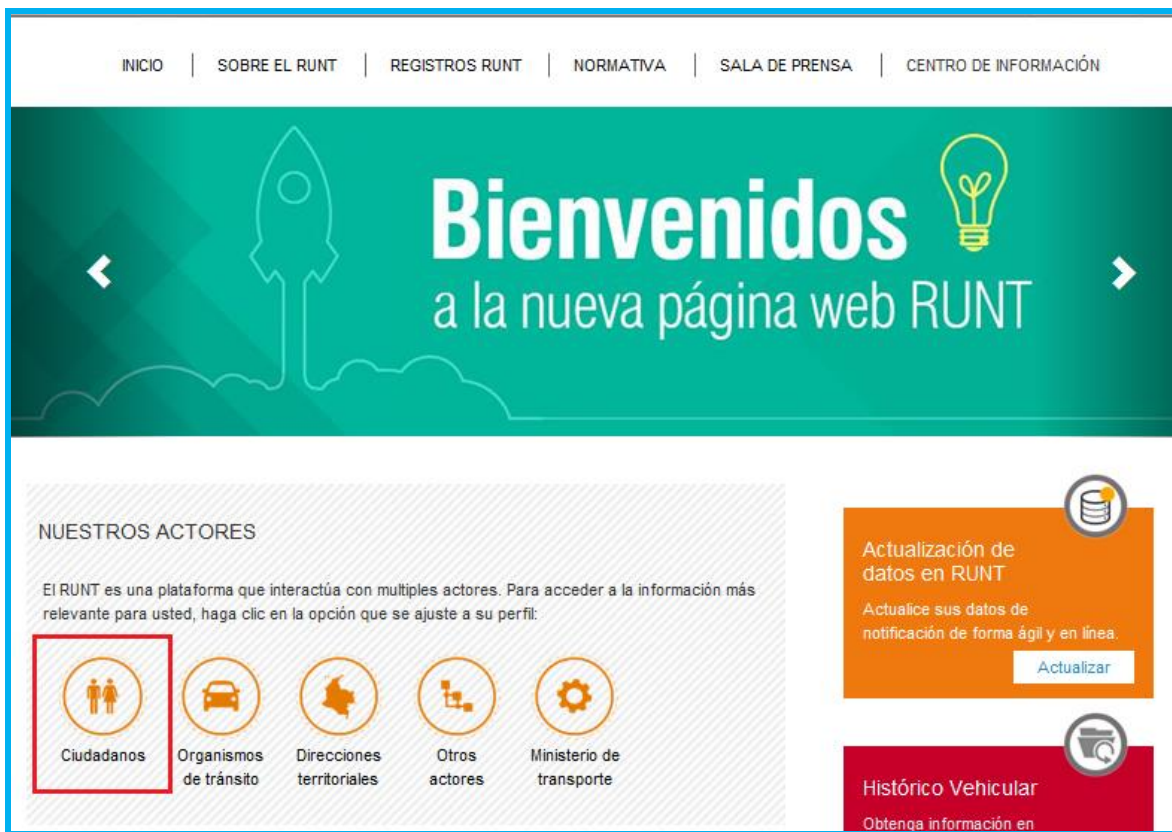 INICIO | SOBRE EL RUNT | REGISTROS RUNT | NORMATIVA | SALA DE PRENSA | CENTRO DE INFORMACIÓN
Bienvenidos
a la nueva página web RUNT
NUESTROS ACTORES
El RUNT es una plataforma que interactúa con multiples actores. Para acceder a la información más
relevante para usted, haga clic en la opción que se ajuste a su perfil:
Ciudadanos
Organismos
de tránsito
Direcciones
territoriales
Otros
actores
Ministerio de
transporte
Actualización de
datos en RUNT
Actualice sus datos de
notificación de forma ágil y en línea.
Actualizar
Histórico Vehicular
Obtenga información en